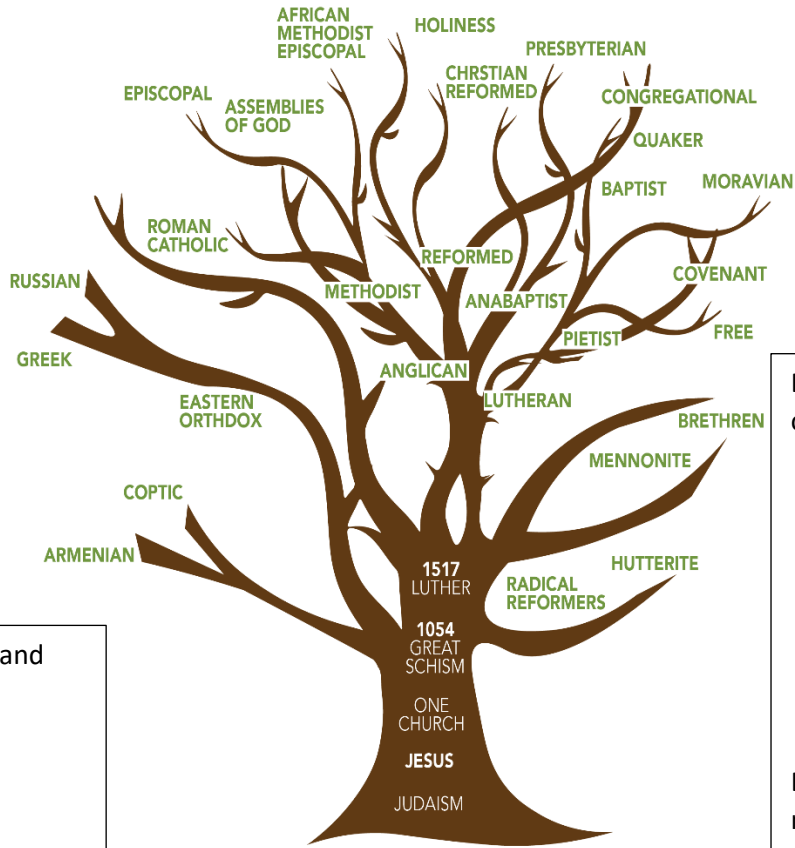 AFRICAN
METHODIST
EPISCOPAL
HOLINESS
PRESBYTERIAN
EPISCOPAL
ASSEMBLIES
OF GOD
CHRSTIAN
REFORMED
CONGREGATIONAL
QUAKER
BAPTIST
MORAVIAN
ROMAN
CATHOLIC
REFORMED
METHODIST
ANABAPTIST
COVENANT
RUSSIAN
GREEK
PIETIST
FREE
ANGLICAN
LUTHERAN
EASTERN
ORTHDOX
BRETHREN
MENNONITE
COPTIC
ARMENIAN
HUTTERITE
RADICAL
REFORMERS
1517
LUTHER
1054
GREAT
SCHISM
ONE
CHURCH
JESUS
JUDAISM
and